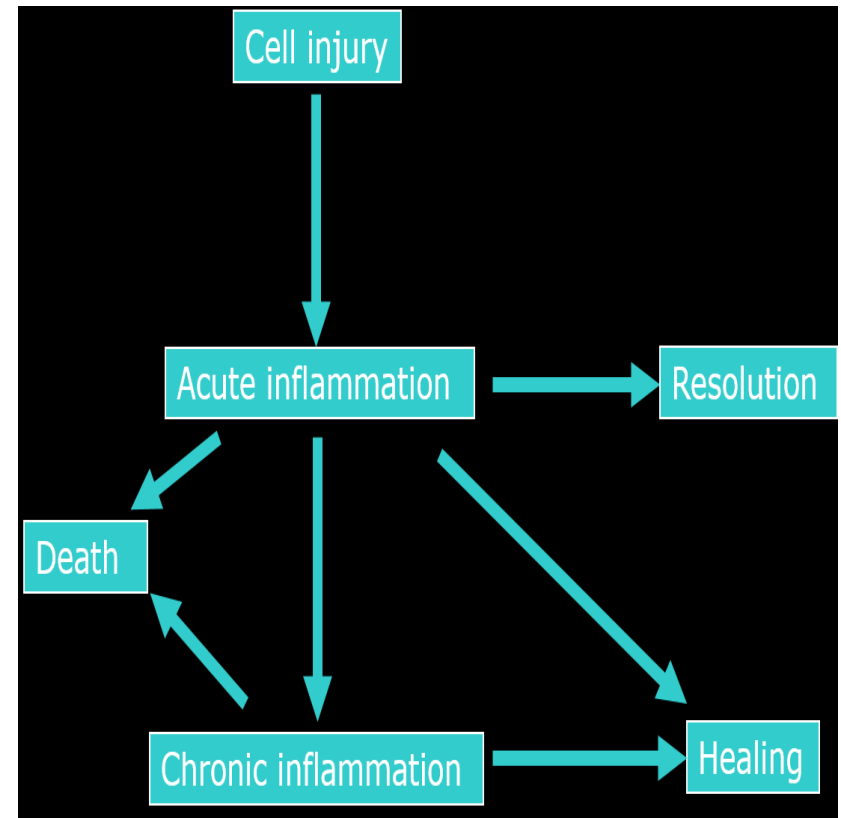 Cell injury
Acute inflammation
Resolution
Death
Chronic inflammation
Healing